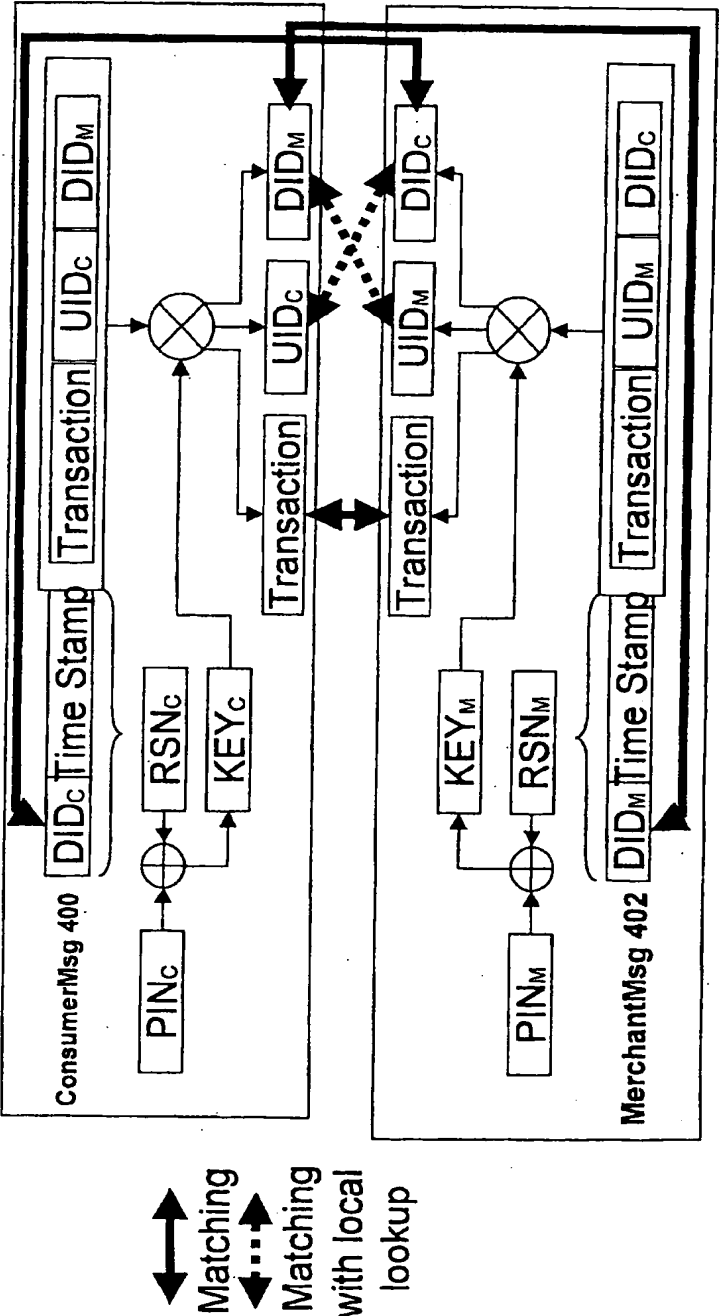 ConsumerMsg 400
DIDC Time Stamp Transaction UIDC DIDM
PINC
RSNC
KEYC
Transaction UIDC DIDM
Transaction UIDM DIDC
KEYM
RSNM
PINM
DIDM Time Stamp Transaction UIDM DIDC
MerchantMsg 402
Matching
Matching
with local
lookup